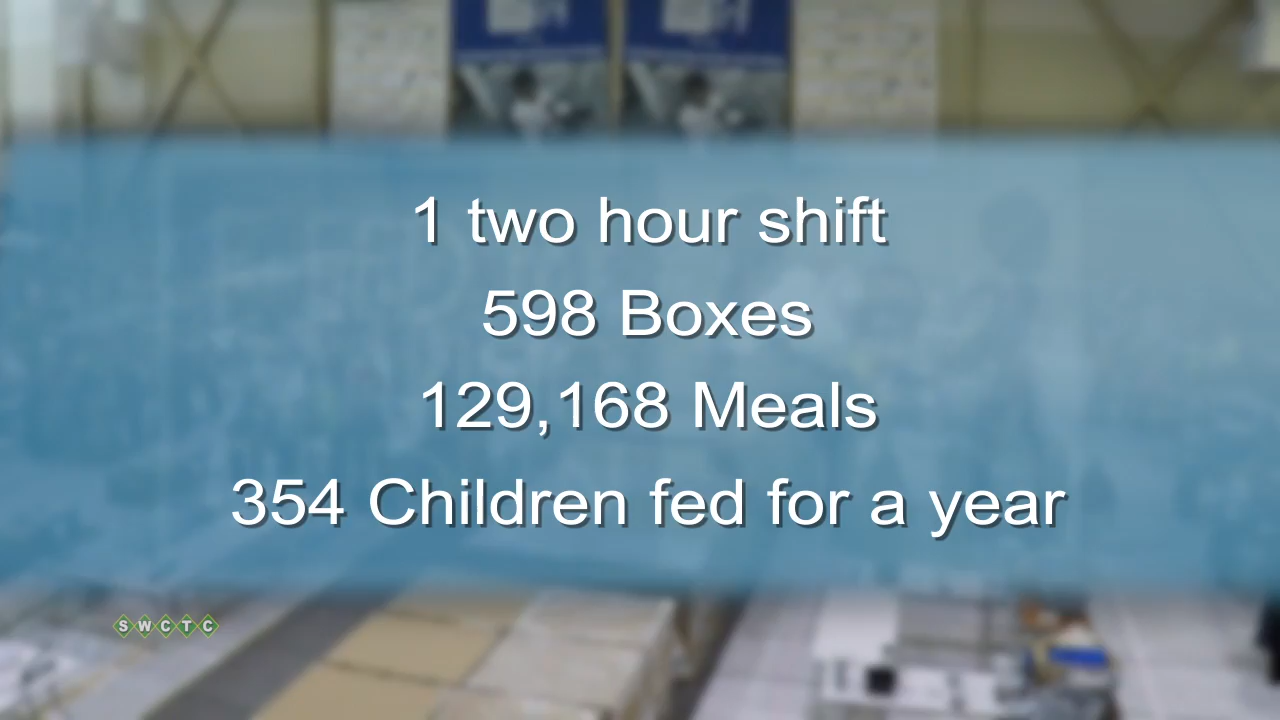 1 two hour shift
598 Boxes
129,168 Meals
354 Children fed for a year
SWCTC